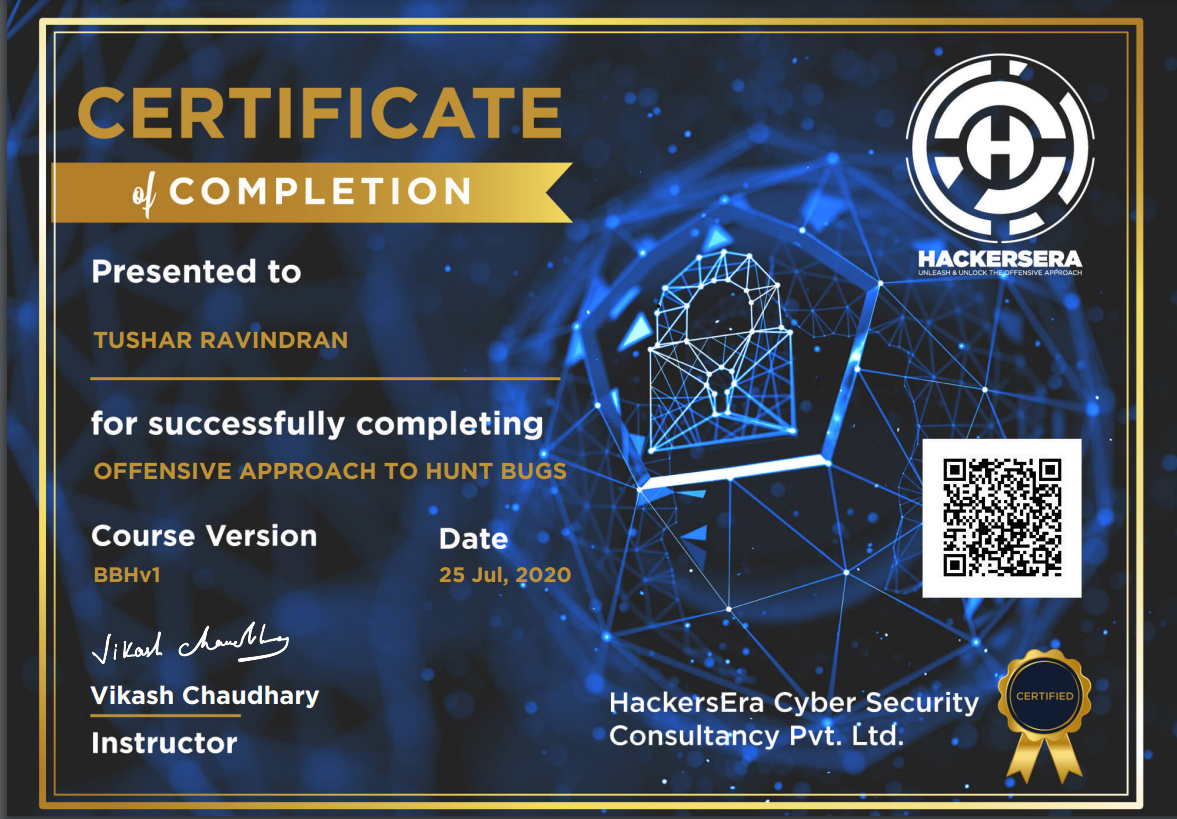 CERTIFICATE
of COMPLETION
H
HACKERSERA
UNLEASH & UNLOCK THE OFFENSIVE APPROACH
Presented to
TUSHAR RAVINDRAN
for successfully completing
OFFENSIVE APPROACH TO HUNT BUGS
Course Version
BBHv1
Date
25 Jul, 2020
Vikash Chaudhary
Vikash Chaudhary
Instructor
HackersEra Cyber Security
Consultancy Pvt. Ltd.
CERTIFIED